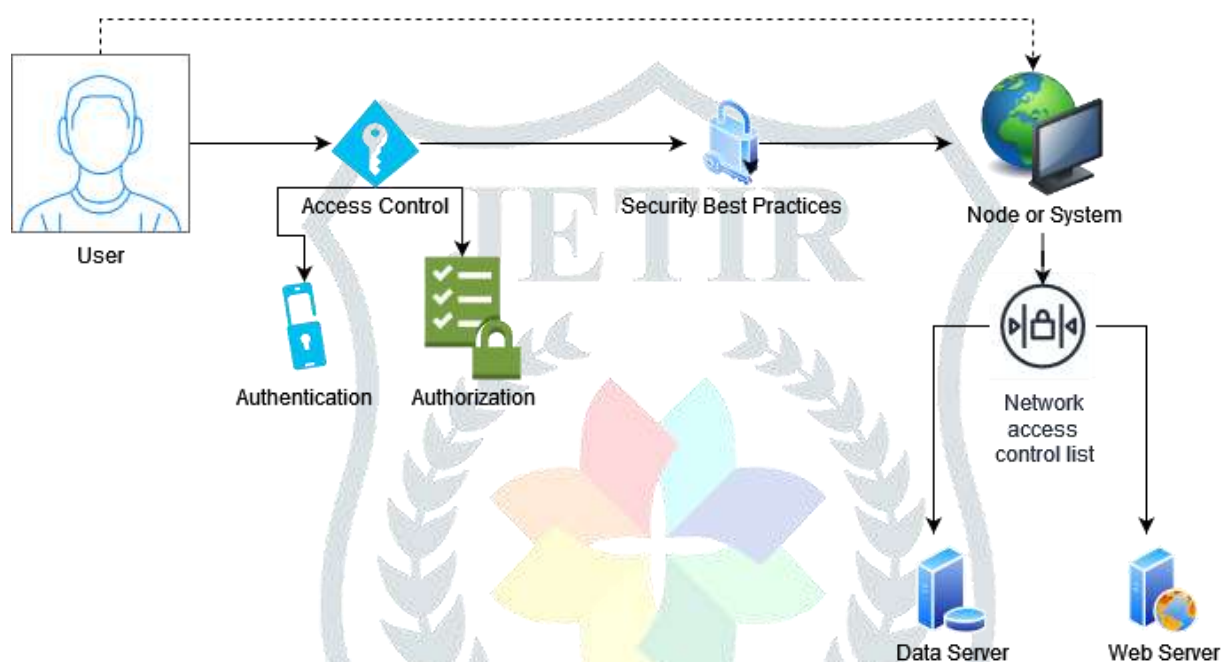 User
Access Control
Security Best Practices
Node or System
JETIR
Authentication
Authorization
Network
access
control list
Data Server
Web Server